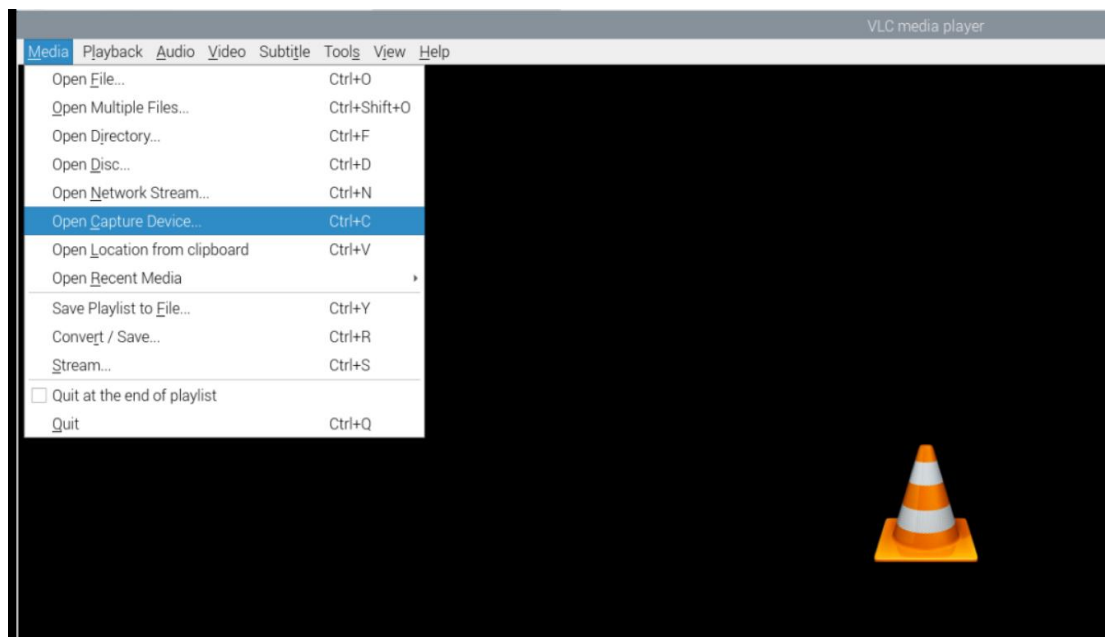 VLC media player
Media Playback Audio Video Subtitle Tools View Help
Open File... Ctrl+O
Open Multiple Files... Ctrl+Shift+O
Open Directory... Ctrl+F
Open Disc... Ctrl+D
Open Network Stream... Ctrl+N
Open Capture Device... Ctrl+C
Open Location from clipboard Ctrl+V
Open Recent Media
Save Playlist to File... Ctrl+Y
Convert / Save... Ctrl+R
Stream... Ctrl+S
Quit at the end of playlist
Quit Ctrl+Q